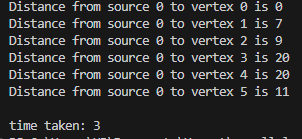 Distance from source 0 to vertex 0 is 0
Distance from source 0 to vertex 1 is 7
Distance from source 0 to vertex 2 is 9
Distance from source 0 to vertex 3 is 20
Distance from source 0 to vertex 4 is 20
Distance from source 0 to vertex 5 is 11
time taken: 3